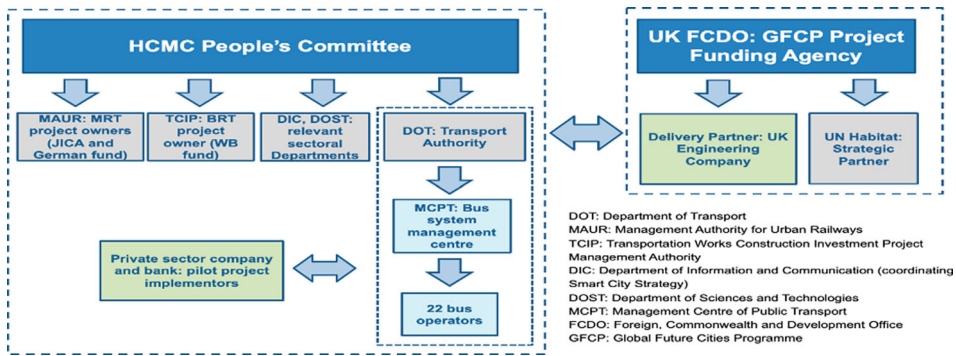 HCMC People's Committee
UK FCDO: GFCP Project
Funding Agency
MAUR: MRT
project owners
(JICA and
German fund)
TCIP: BRT
project
owner (WB
fund)
DIC, DOST:
relevant
sectoral
Departments
DOT: Transport
Authority
Delivery Partner: UK
Engineering
Company
UN Habitat:
Strategic
Partner
MCPT: Bus
system
management
centre
Private sector company
and bank: pilot project
implementors
22 bus
operators
DOT: Department of Transport
MAUR: Management Authority for Urban Railways
TCIP: Transportation Works Construction Investment Project
Management Authority
DIC: Department of Information and Communication (coordinating
Smart City Strategy)
DOST: Department of Sciences and Technologies
MCPT: Management Centre of Public Transport
FCDO: Foreign, Commonwealth and Development Office
GFCP: Global Future Cities Programme